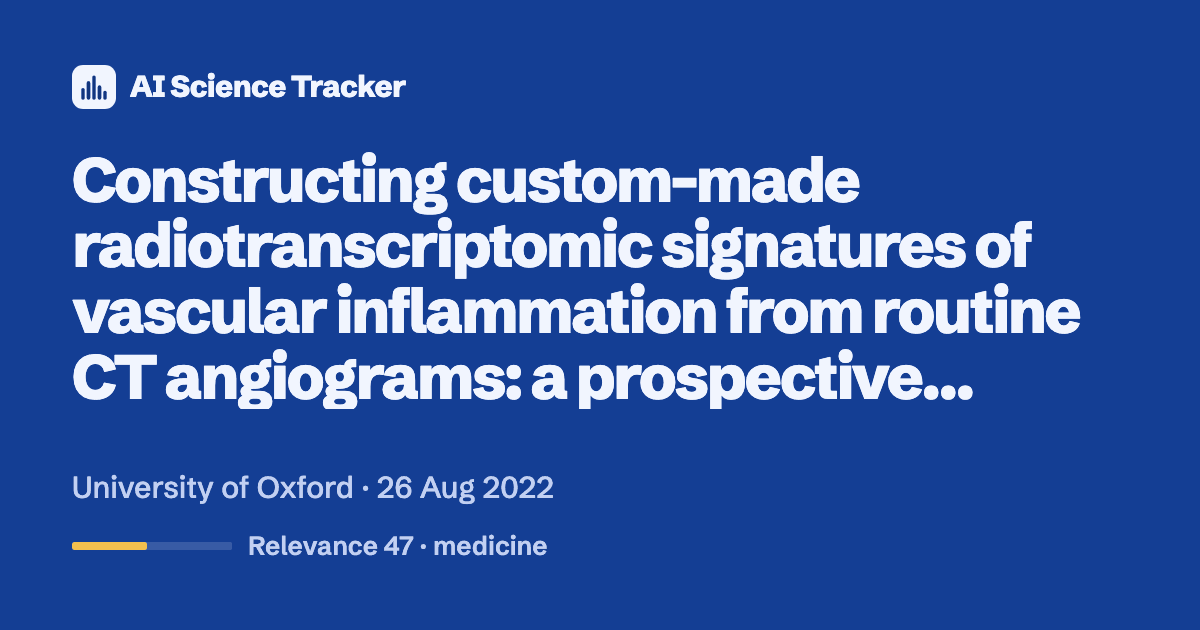 AI Science Tracker
Constructing custom-made
radiotranscriptomic signatures of
vascular inflammation from routine
CT angiograms: a prospective...
University of Oxford · 26 Aug 2022
Relevance 47 · medicine